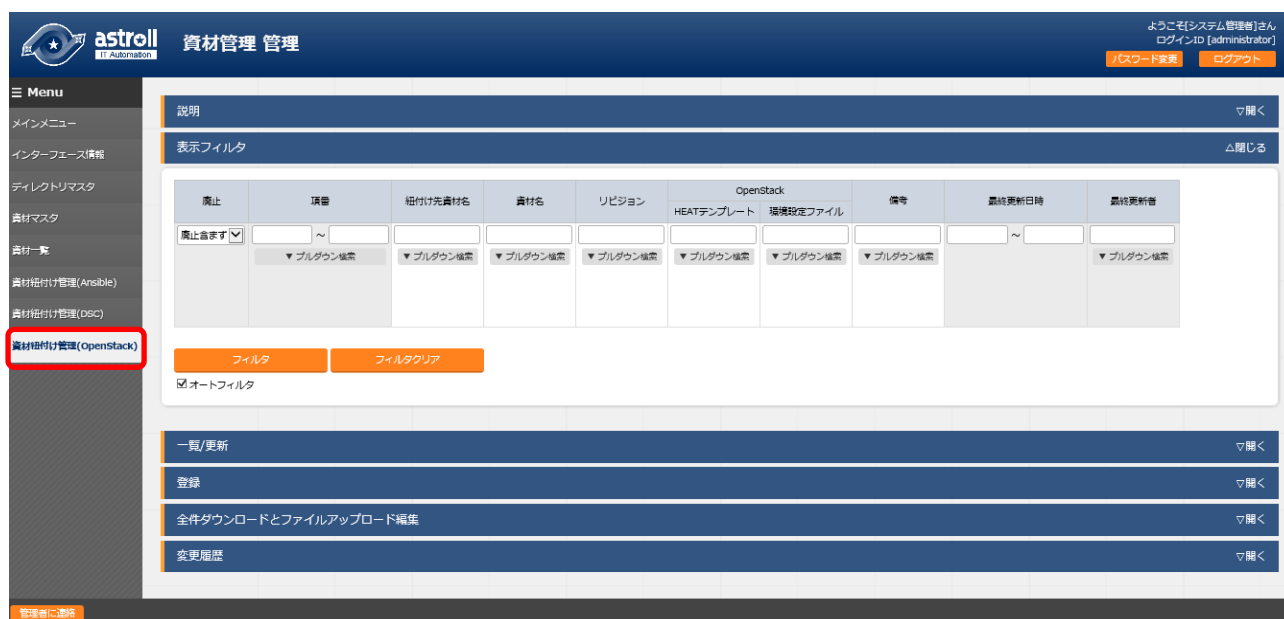 astroll
IT Automation
資材管理 管理
ようこそ[システム管理者]さん
ログインID [administrator]
パスワード変更 ログアウト
☰ Menu
メインメニュー
インターフェース情報
ディレクトリマスタ
資材マスタ
資材一覧
資材紐付け管理(Ansible)
資材紐付け管理(DSC)
資材紐付け管理(OpenStack)
説明 ▽開く
表示フィルタ △閉じる
廃止 項番 紐付け先資材名 資材名 リビジョン OpenStack 備考 最終更新日時 最終更新者
HEATテンプレート 環境設定ファイル
廃止含まず ～ ～
▼プルダウン検索 ▼プルダウン検索 ▼プルダウン検索 ▼プルダウン検索 ▼プルダウン検索 ▼プルダウン検索 ▼プルダウン検索 ▼プルダウン検索
フィルタ フィルタクリア
オートフィルタ
一覧/更新 ▽開く
登録 ▽開く
全件ダウンロードとファイルアップロード編集 ▽開く
変更履歴 ▽開く
管理者に連絡